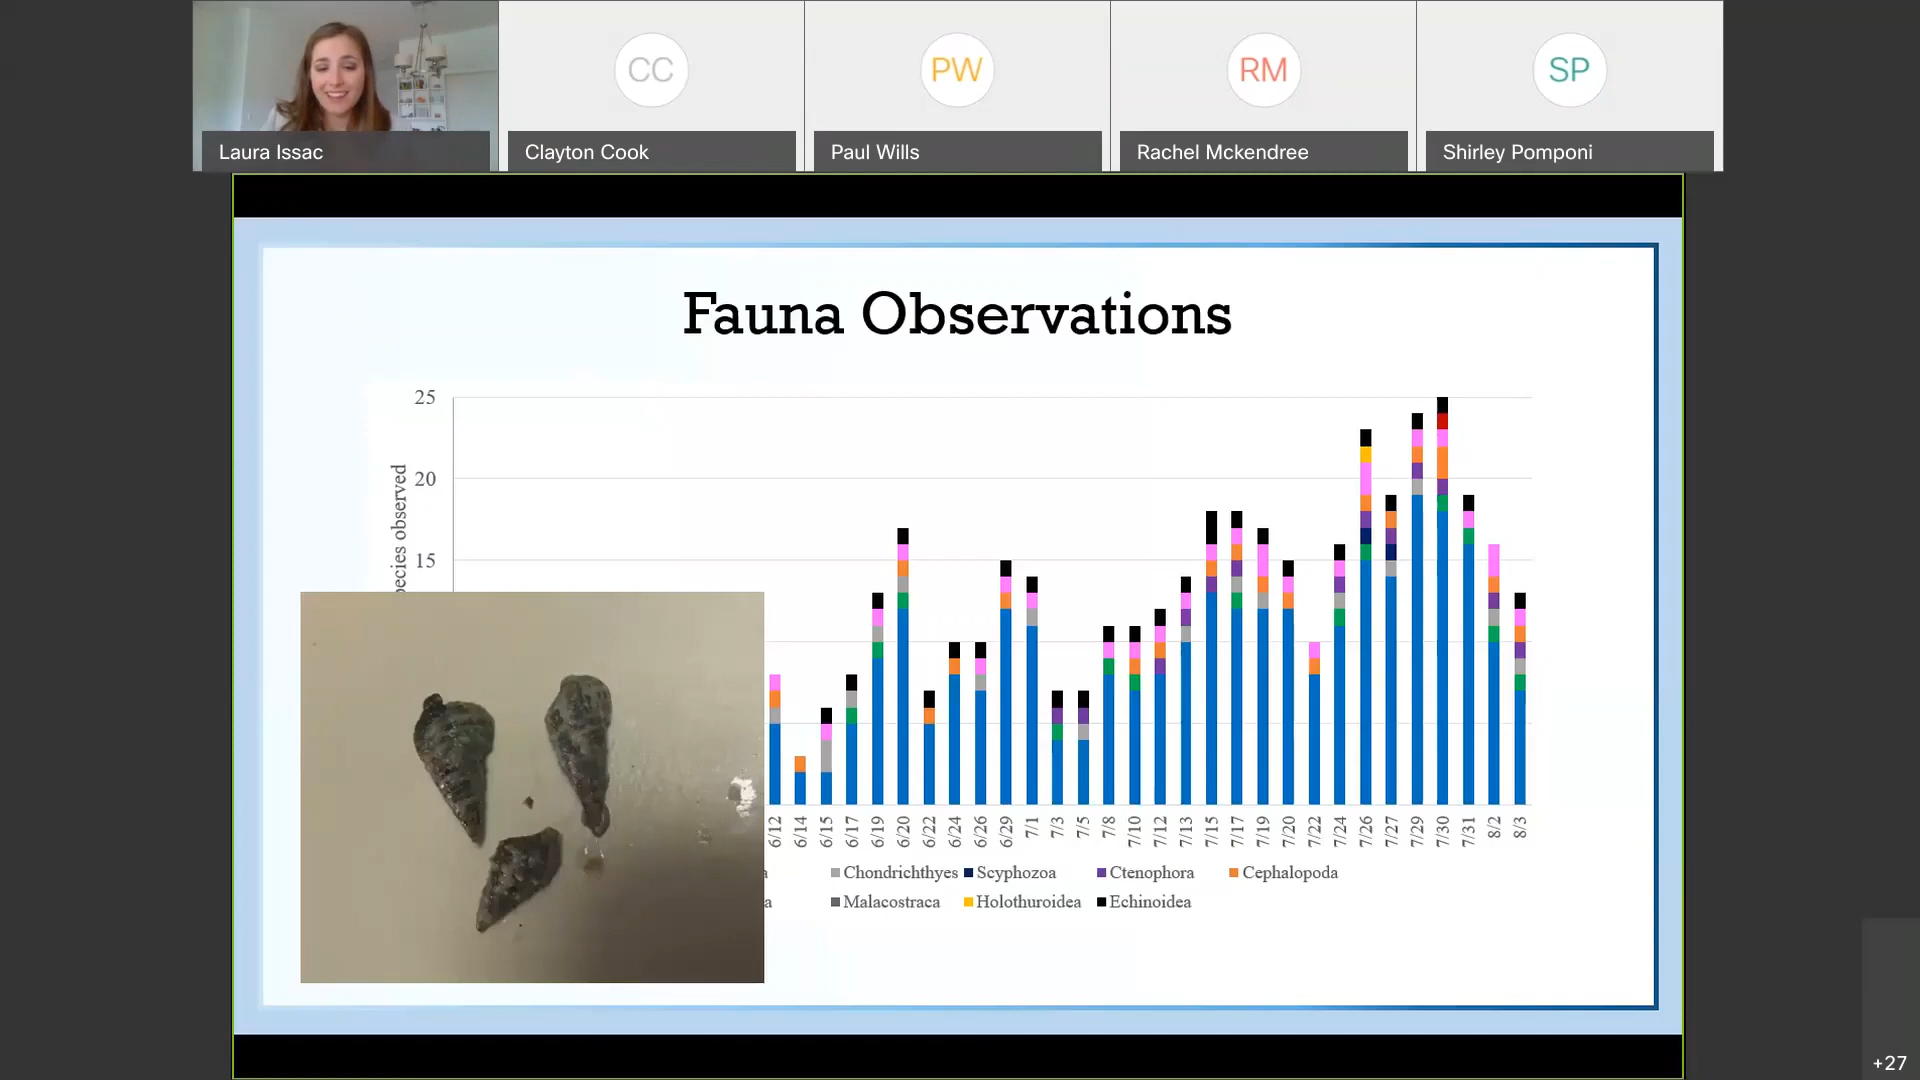 CC
PW
RM
SP
Laura Issac
Clayton Cook
Paul Wills
Rachel Mckendree
Shirley Pomponi
Fauna Observations
25
20
15
observed
6/12
6/14
6/15
6/17
6/19
6/20
6/22
6/24
6/26
6/29
7/1
7/3
7/5
7/8
7/10
7/12
7/13
7/15
7/17
7/19
7/20
7/22
7/24
7/26
7/27
7/29
7/30
7/31
8/2
8/3
Chondrichthyes Scyphozoa Ctenophora Cephalopoda
Malacostraca Holothuroidea Echinoidea
+27